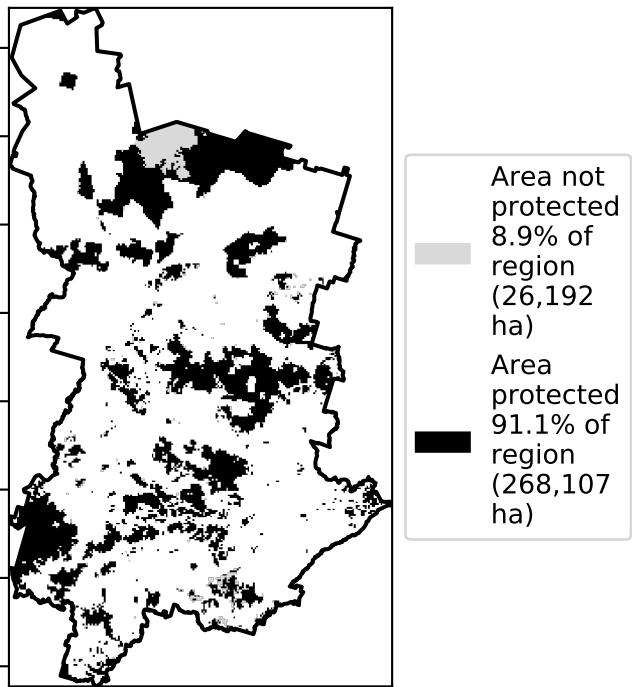 Area not
protected
8.9% of
region
(26,192
ha)
Area
protected
91.1% of
region
(268,107
ha)